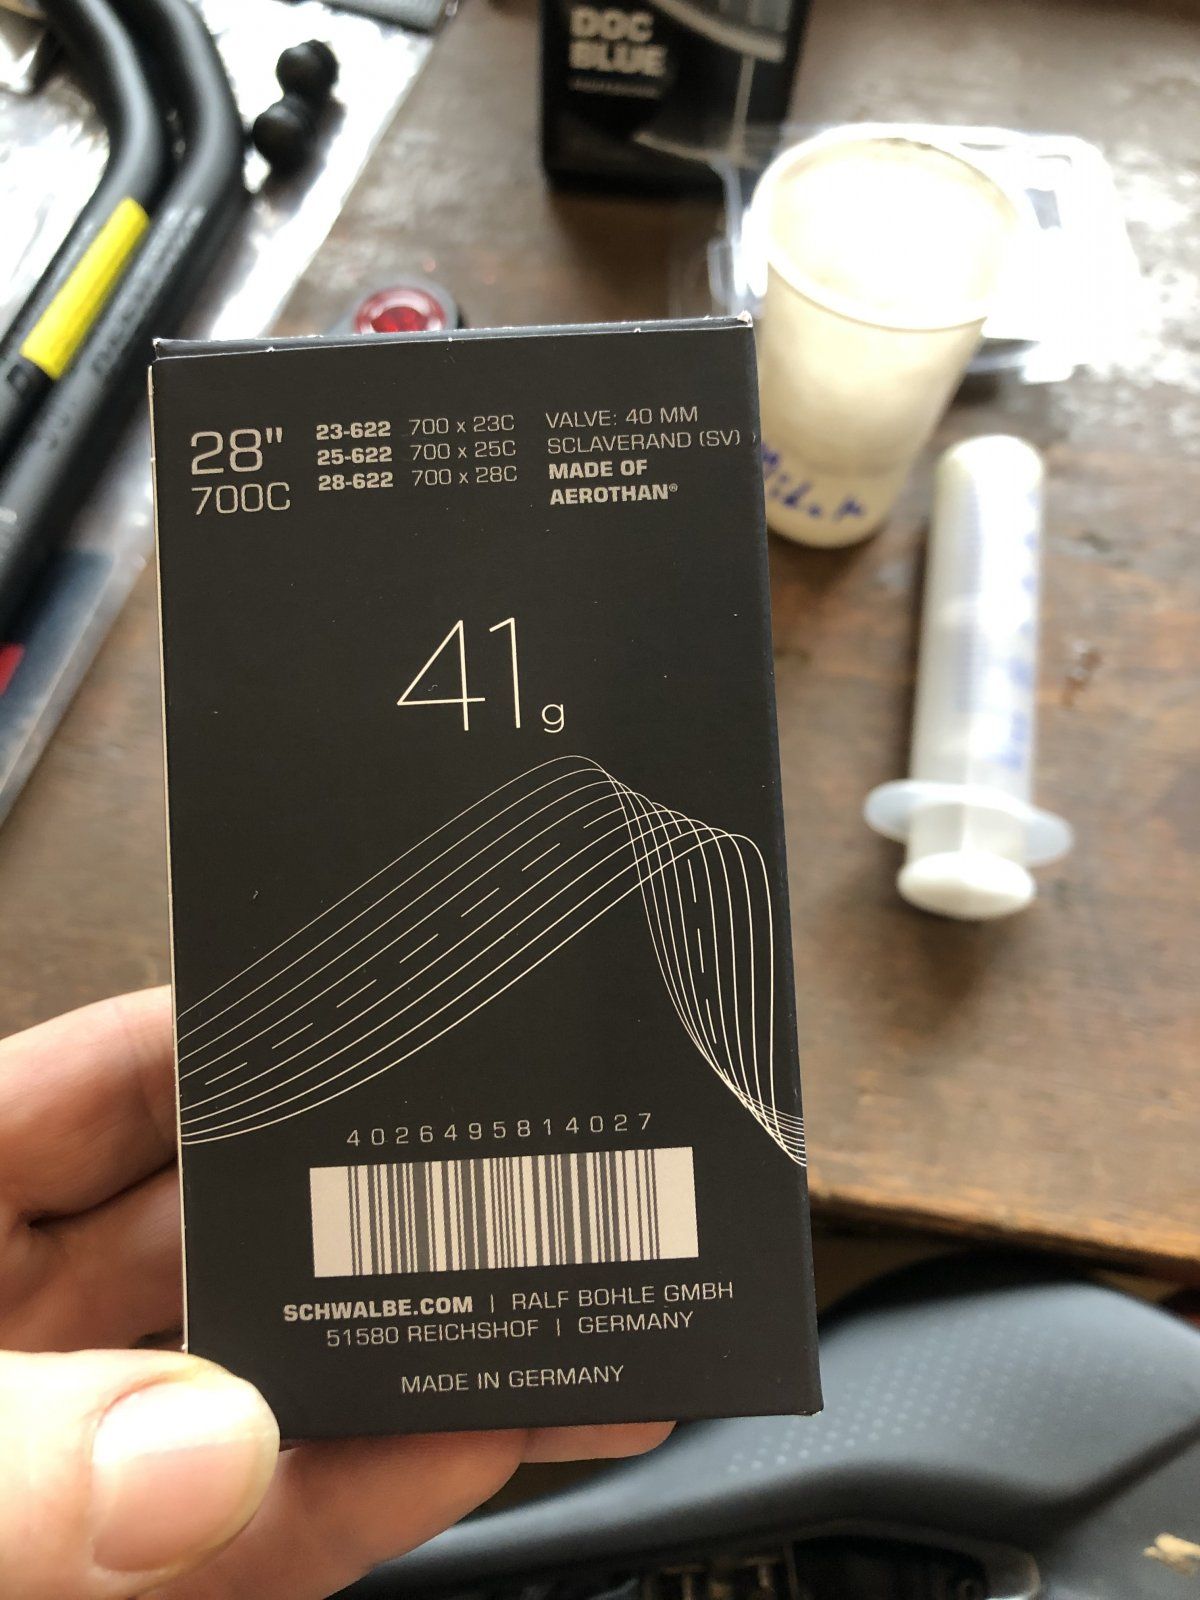 DOC
BLUE
28"
700C
23-622 700 x 23C
25-622 700 x 25C
28-622 700 x 28C
VALVE: 40 MM
SCLAVERAND (SV)
MADE OF
AEROTHAN®
41g
4026495814027
SCHWALBE.COM | RALF BOHLE GMBH
51580 REICHSHOF | GERMANY
MADE IN GERMANY